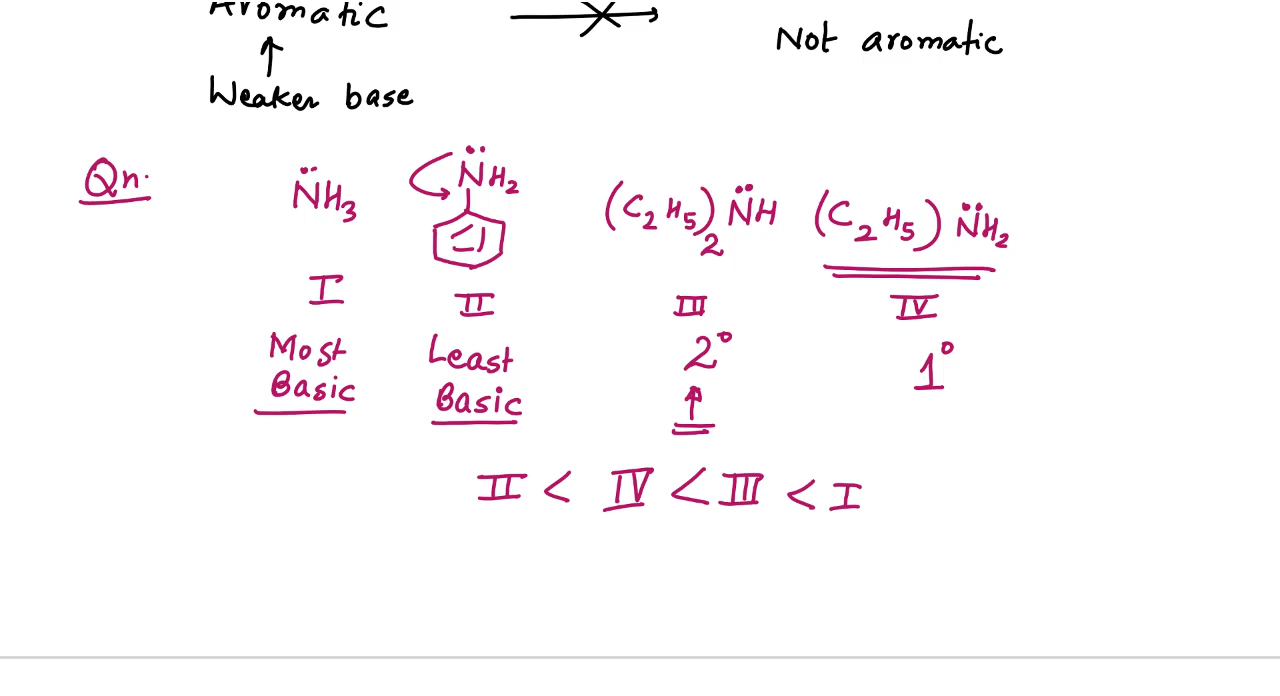 Aromatic
Not aromatic
Weaker base
Qn. NH₃ NH₂ (C₂H₅)₂NH (C₂H₅)NH₂
I II III IV
Most Basic Least Basic 2° 1°
II < IV < III < I